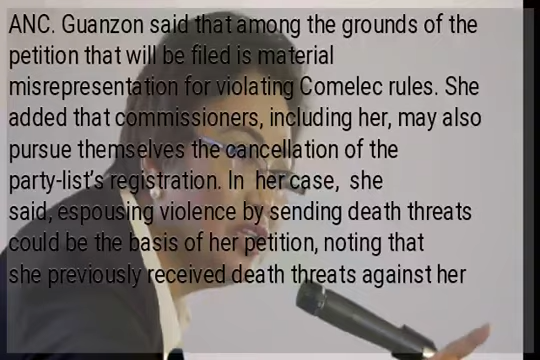 ANC. Guanzon said that among the grounds of the
petition that will be filed is material
misrepresentation for violating Comelec rules. She
added that commissioners, including her, may also
pursue themselves the cancellation of the
party-list’s registration. In her case, she
said, espousing violence by sending death threats
could be the basis of her petition, noting that
she previously received death threats against her